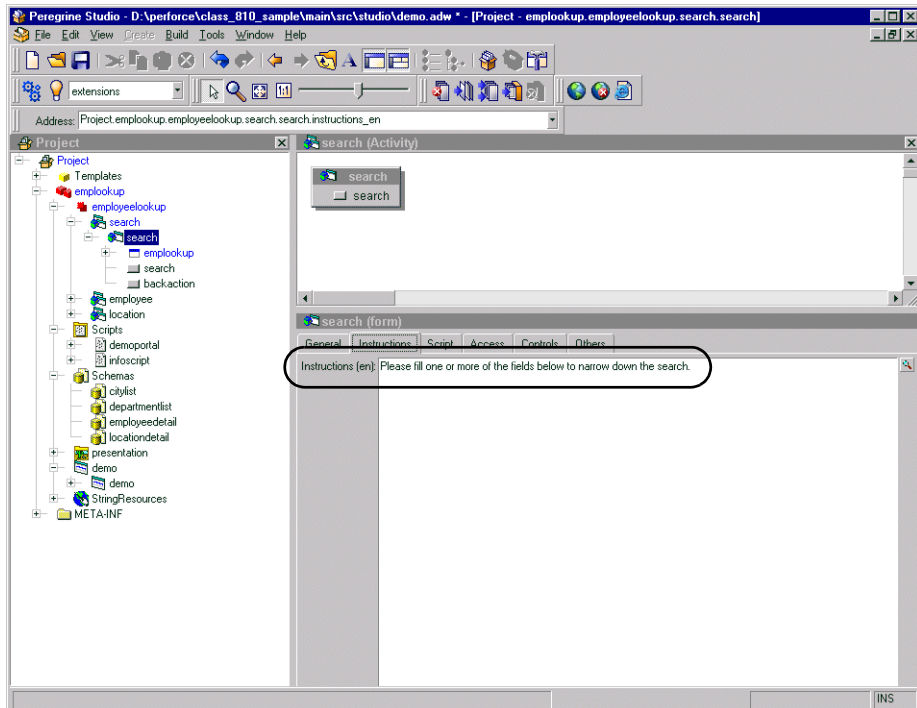 Peregrine Studio - D:\perforce\class_810_sample\main\src\studio\demo.adw * - [Project - emplookup.employeelookup.search.search]
File Edit View Create Build Tools Window Help
A
extensions
1:1
Address: Project.emplookup.employeelookup.search.search.instructions_en
Project
search (Activity)
Project
Templates
emplookup
employeelookup
search
search
emplookup
search
backaction
employee
location
Scripts
demoportal
infoscript
Schemas
citylist
departmentlist
employeedetail
locationdetail
presentation
demo
demo
StringResources
META-INF
search
search
search (form)
General Instructions Script Access Controls Others
Instructions (en): Please fill one or more of the fields below to narrow down the search.
INS